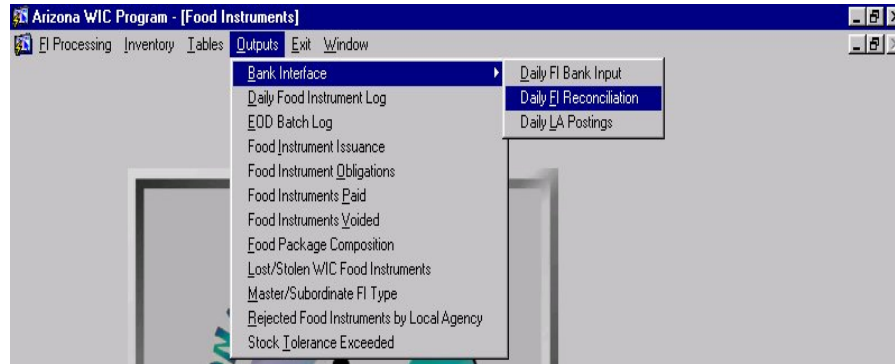 Arizona WIC Program - [Food Instruments]
FI Processing Inventory Tables Outputs Exit Window
Bank Interface
Daily Food Instrument Log
EOD Batch Log
Food Instrument Issuance
Food Instrument Obligations
Food Instruments Paid
Food Instruments Voided
Food Package Composition
Lost/Stolen WIC Food Instruments
Master/Subordinate FI Type
Rejected Food Instruments by Local Agency
Stock Tolerance Exceeded
Daily FI Bank Input
Daily FI Reconciliation
Daily LA Postings